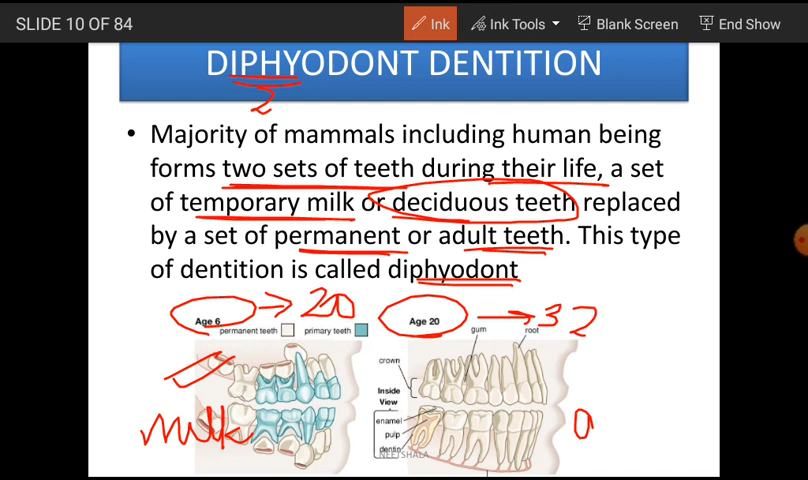 SLIDE 10 OF 84
Ink
Ink Tools
Blank Screen
End Show
DIPHYODONT DENTITION
2
• Majority of mammals including human being
forms two sets of teeth during their life, a set
of temporary milk or deciduous teeth replaced
by a set of permanent or adult teeth. This type
of dentition is called diphyodont
20
32
Age 6
permanent teeth
primary teeth
Age 20
gum
root
crown
Inside
View
enamel
pulp
dentin
milk
NEETSHALA